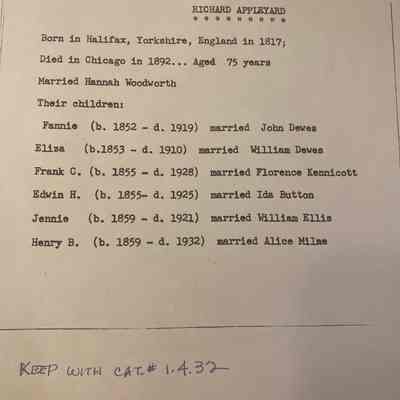 RICHARD APPLEYARD
* * * * * * * * *
Born in Halifax, Yorkshire, England in 1817;
Died in Chicago in 1892... Aged 75 years
Married Hannah Woodworth
Their children:
Fannie (b. 1852 - d. 1919) married John Dewes
Eliza (b.1853 - d. 1910) married William Dewes
Frank C. (b. 1855 - d. 1928) married Florence Kennicott
Edwin H. (b. 1855- d. 1925) married Ida Button
Jennie (b. 1859 - d. 1921) married William Ellis
Henry B. (b. 1859 - d. 1932) married Alice Milne
KEEP WITH CAT.# 1.4.32